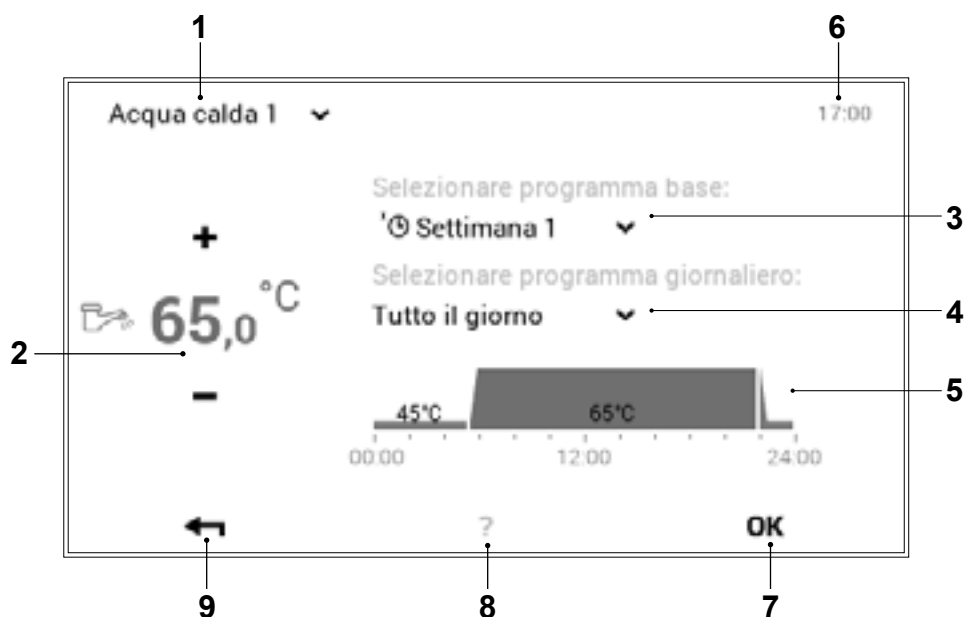 1 6
Acqua calda 1 17:00
Selezionare programma base:
Settimana 1 3
+
Selezionare programma giornaliero:
65,0 °C
Tutto il giorno 4
2
5
45°C 65°C
00:00 12:00 24:00
? OK
9 8 7